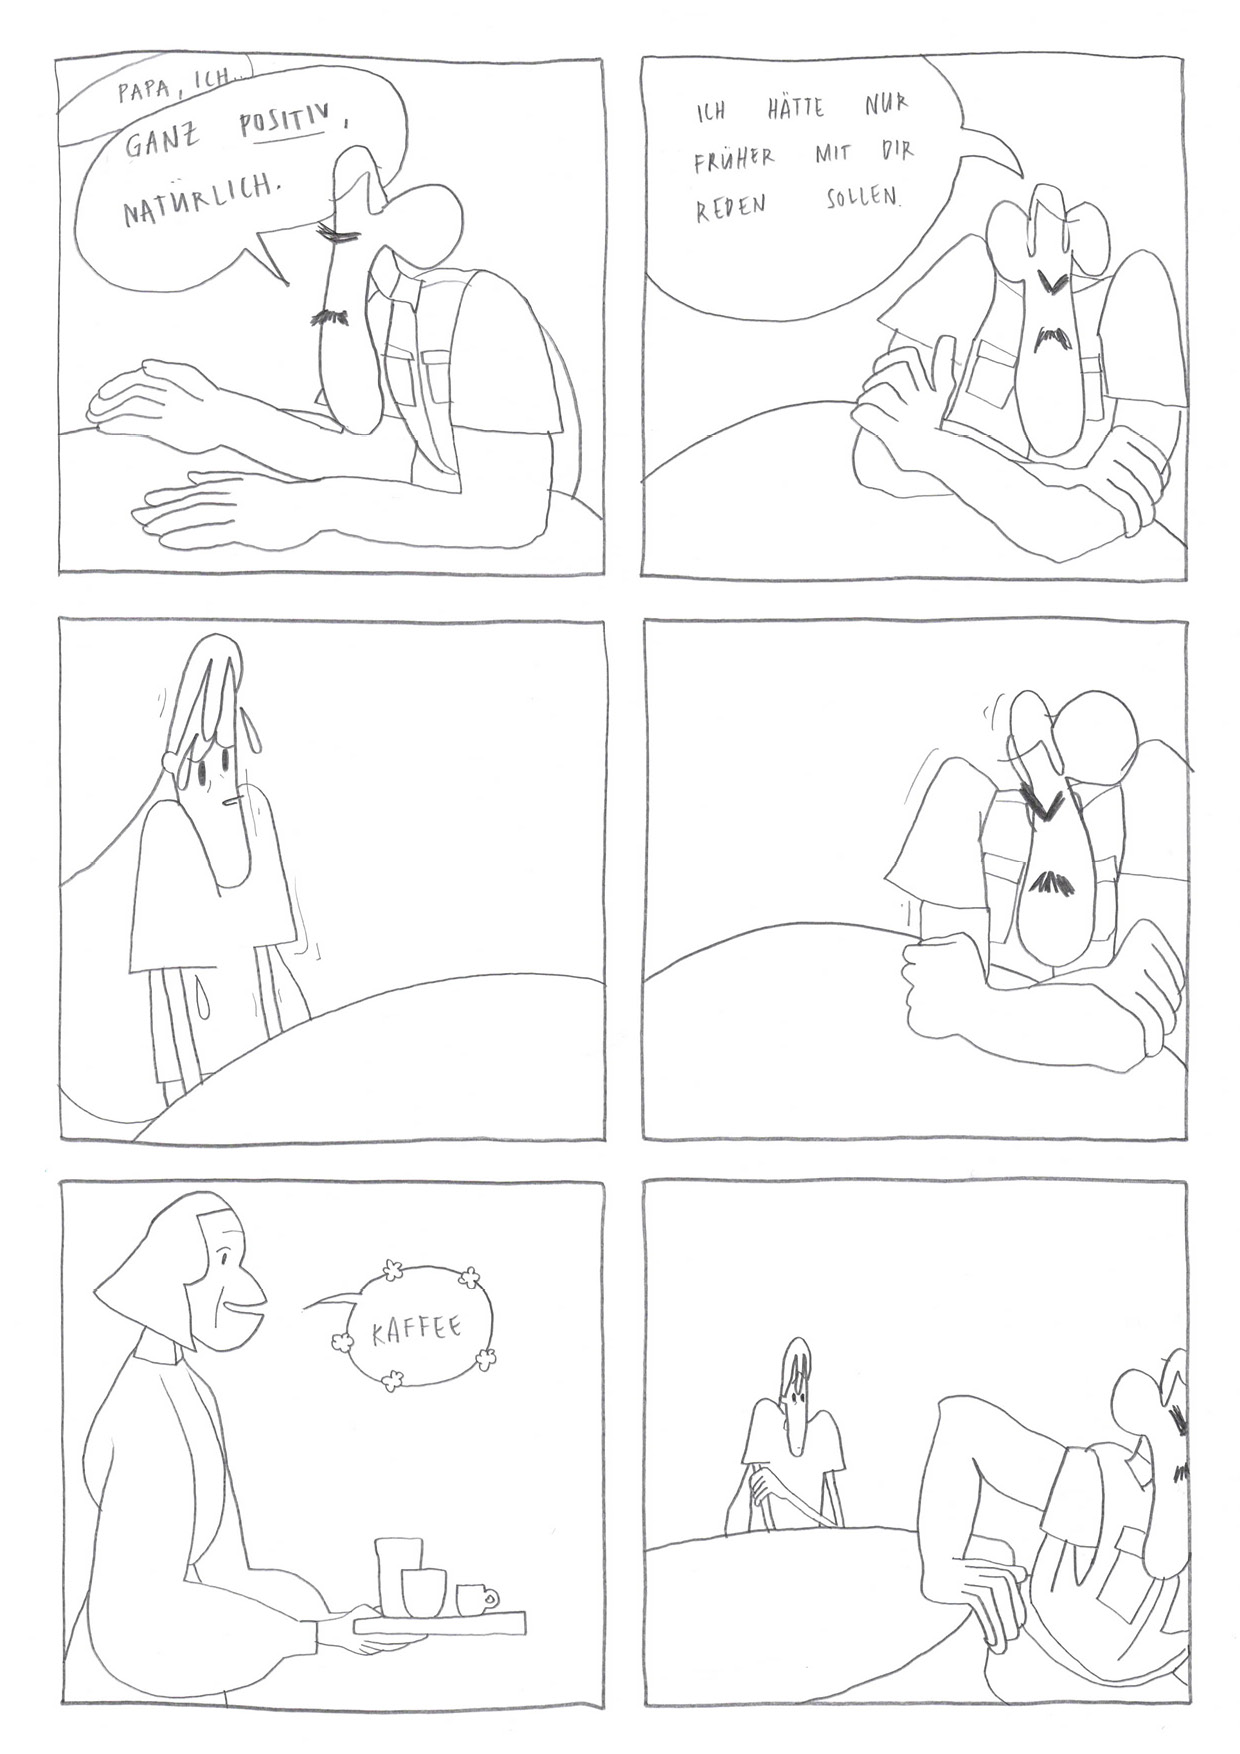 PAPA, ICH...
GANZ POSITIV,
NATÜRLICH.
ICH HÄTTE NUR
FRÜHER MIT DIR
REDEN SOLLEN.
KAFFEE